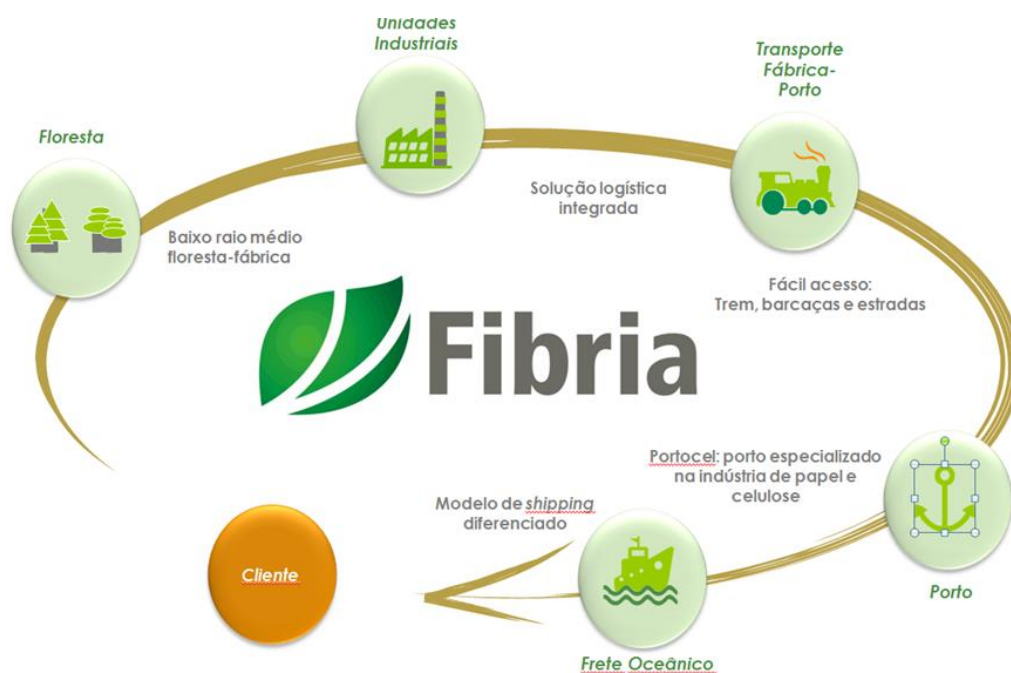 Unidades
Industriais
Transporte
Fábrica-
Porto
Floresta
Solução logística
integrada
Baixo raio médio
floresta-fábrica
Fácil acesso:
Trem, barcaças e estradas
Fibria
Portocel: porto especializado
na indústria de papel e
celulose
Modelo de shipping
diferenciado
Cliente
Porto
Frete Oceânico